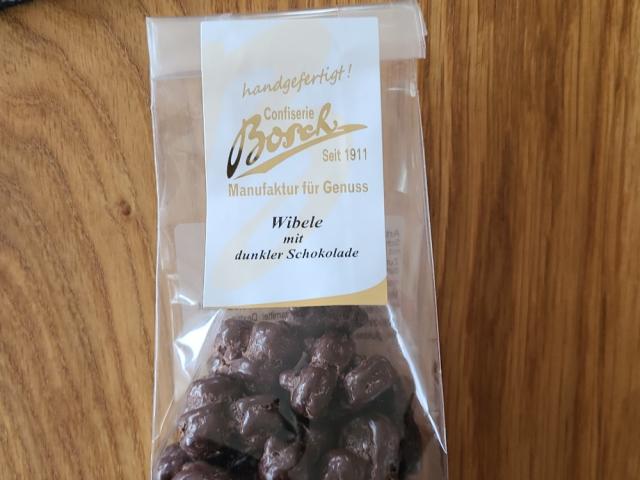 handgefertigt!
Confiserie
Bosch
Seit 1911
Manufaktur für Genuss
Wibele
mit
dunkler Schokolade